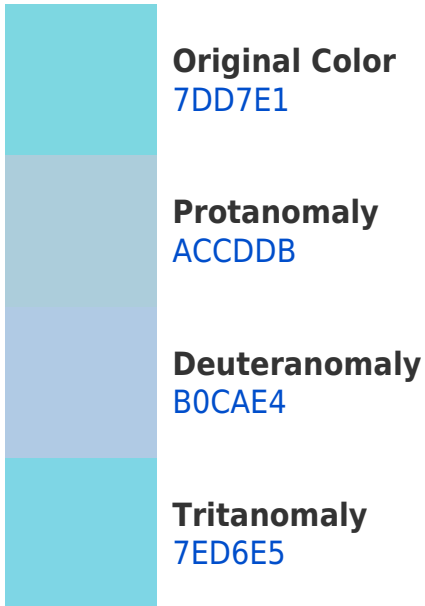 Original Color
7DD7E1
Protanomaly
ACCDDB
Deuteranomaly
B0CAE4
Tritanomaly
7ED6E5